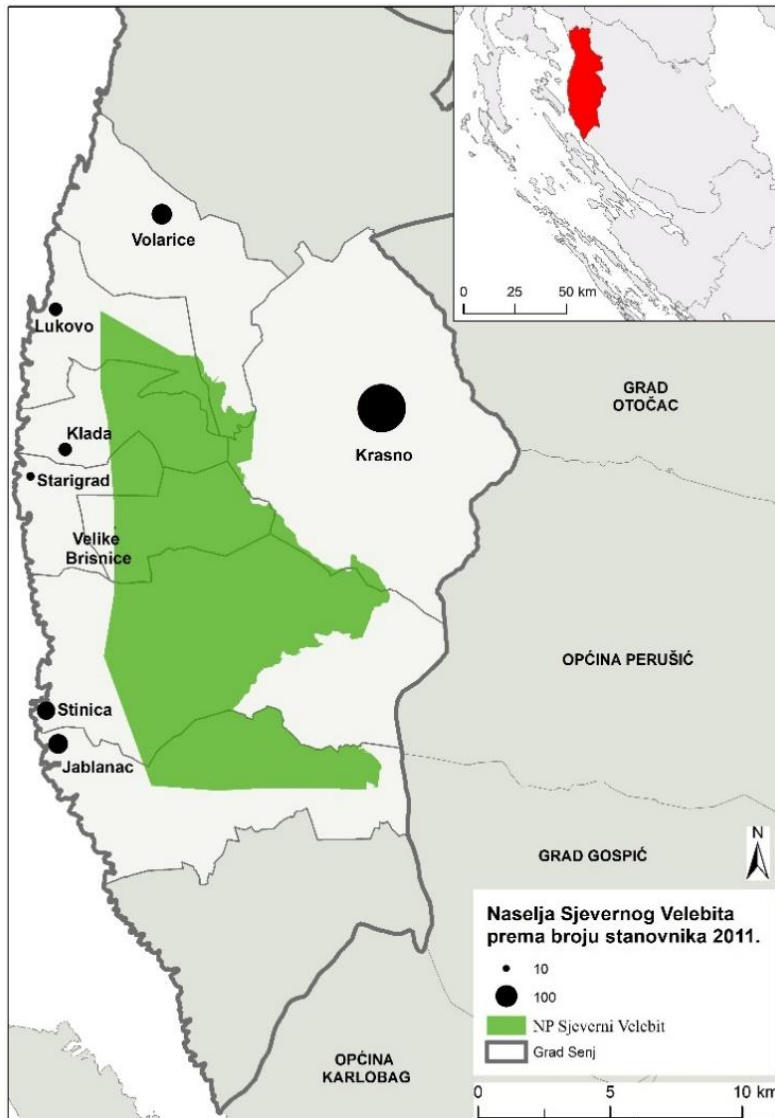 0 25 50 km
Volarice
Lukovo
GRAD
OTOČAC
Klada
Krasno
Starigrad
Velike
Brisnice
OPĆINA PERUŠIĆ
Stinica
Jablanac
N
GRAD GOSPIĆ
Naselja Sjevernog Velebita
prema broju stanovnika 2011.
10
100
NP Sjeverni Velebit
Grad Senj
OPĆINA
KARLOBAG
0 5 10 km